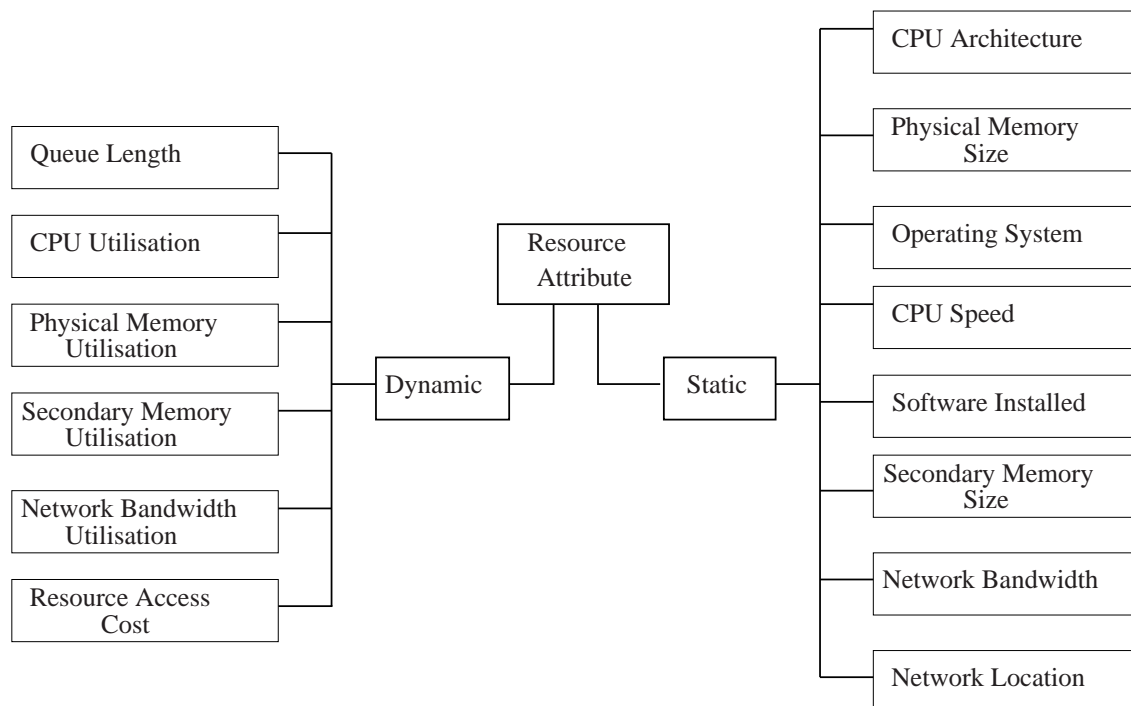 Queue Length
CPU Utilisation
Physical Memory
Utilisation
Secondary Memory
Utilisation
Network Bandwidth
Utilisation
Resource Access
Cost
Dynamic
Resource
Attribute
Static
CPU Architecture
Physical Memory
Size
Operating System
CPU Speed
Software Installed
Secondary Memory
Size
Network Bandwidth
Network Location